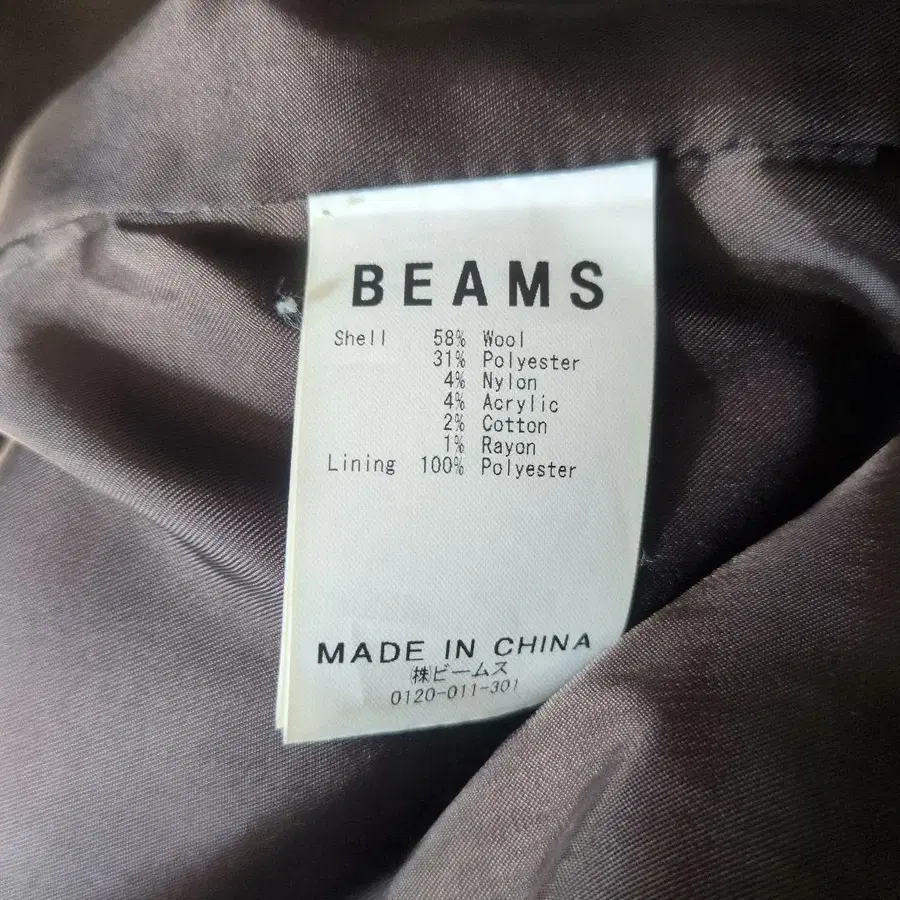 BEAMS
Shell 58% Wool
31% Polyester
4% Nylon
4% Acrylic
2% Cotton
1% Rayon
Lining 100% Polyester
MADE IN CHINA
㈱ビームス
0120-011-301